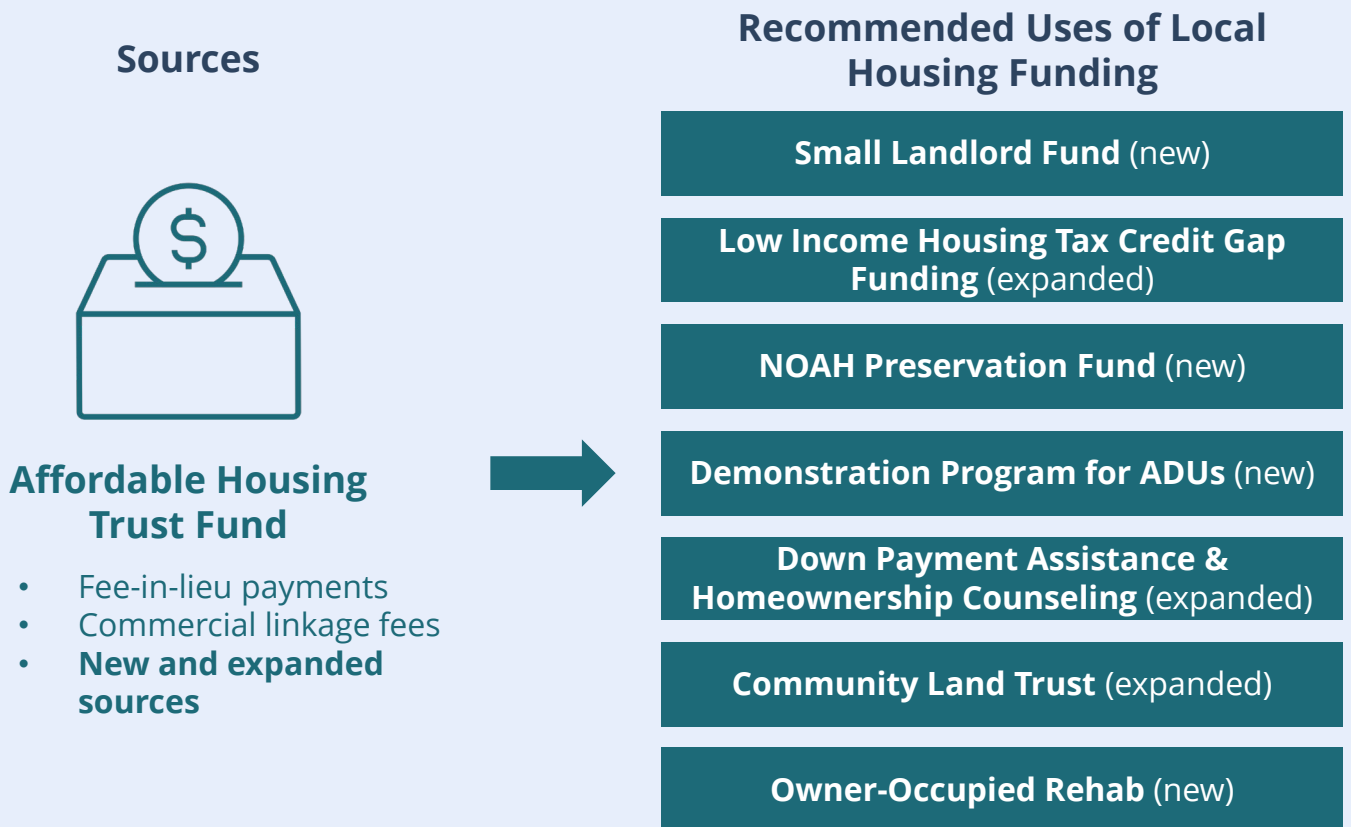 Sources
$
Affordable Housing
Trust Fund
• Fee-in-lieu payments
• Commercial linkage fees
• New and expanded
sources
Recommended Uses of Local
Housing Funding
Small Landlord Fund (new)
Low Income Housing Tax Credit Gap
Funding (expanded)
NOAH Preservation Fund (new)
Demonstration Program for ADUs (new)
Down Payment Assistance &
Homeownership Counseling (expanded)
Community Land Trust (expanded)
Owner-Occupied Rehab (new)